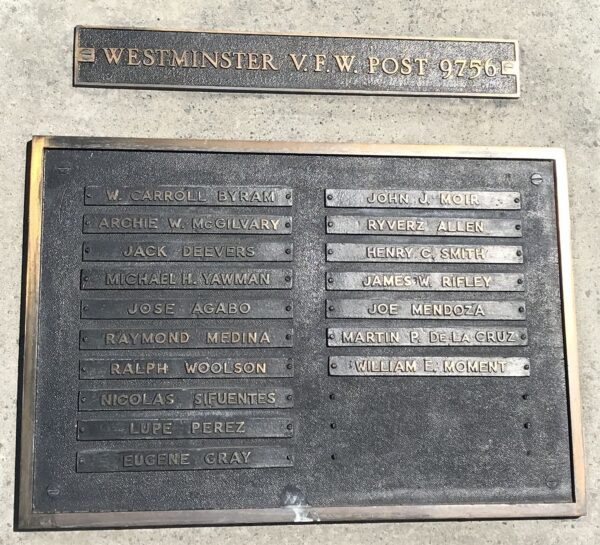 WESTMINSTER V.F.W. POST 9756
W. CARROLL BYRAM
ARCHIE W. McGILVARY
JACK DEEVERS
MICHAEL H. YAWMAN
JOSE AGABO
RAYMOND MEDINA
RALPH WOOLSON
NICOLAS SIFUENTES
LUPE PEREZ
EUGENE GRAY
JOHN J. MOIR
RYVERZ ALLEN
HENRY C. SMITH
JAMES W. RIFLEY
JOE MENDOZA
MARTIN P. DE LA CRUZ
WILLIAM E. MOMENT